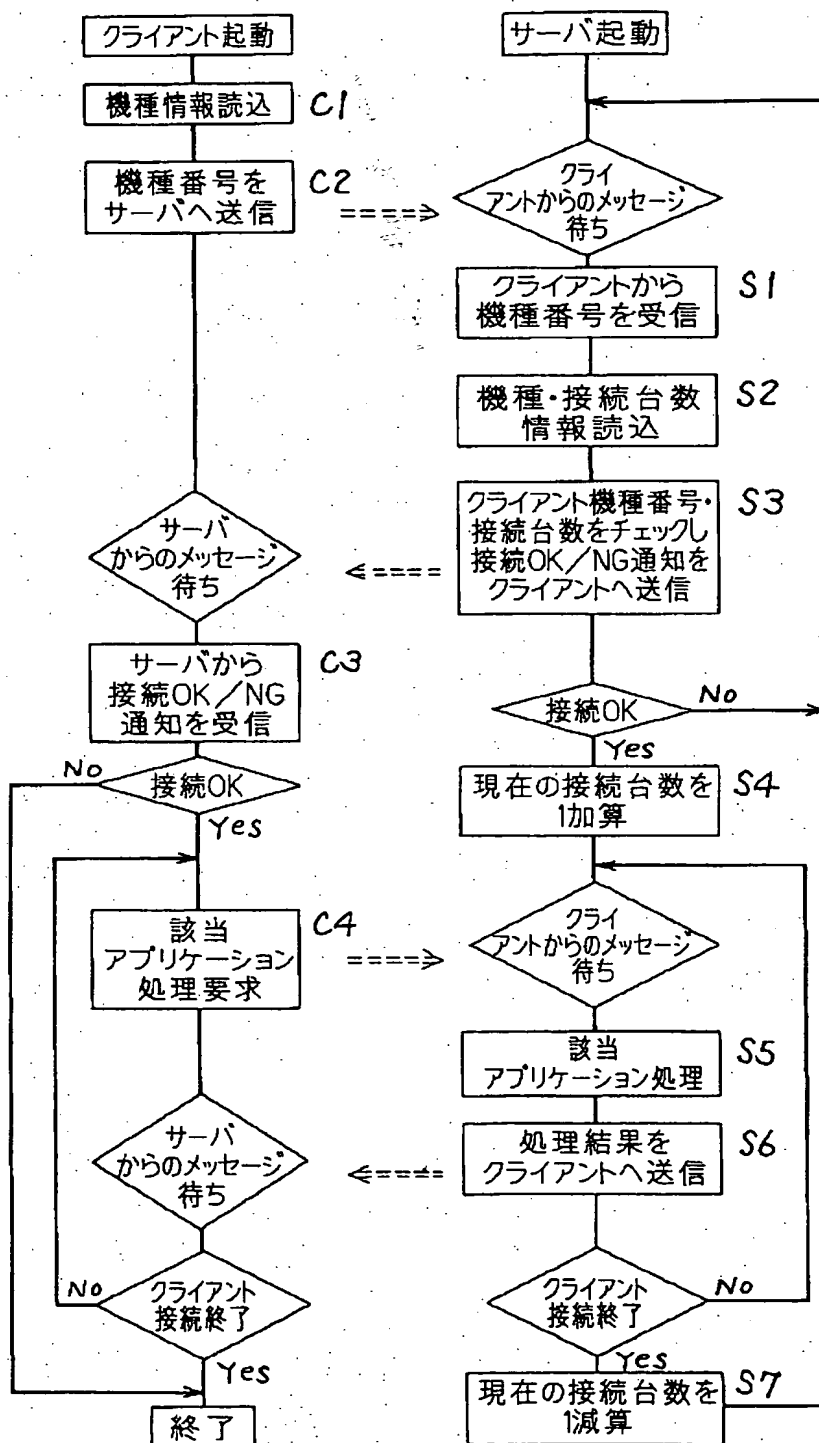 クライアント起動
機種情報読込
C1
機種番号を
サーバへ送信
C2
サーバ
からのメッセージ
待ち
サーバから
接続OK/NG
通知を受信
C3
接続OK
No
Yes
該当
アプリケーション
処理要求
C4
サーバ
からのメッセージ
待ち
クライアント
接続終了
No
Yes
終了
サーバ起動
クライ
アントからのメッセージ
待ち
クライアントから
機種番号を受信
S1
機種・接続台数
情報読込
S2
クライアント機種番号・
接続台数をチェックし
接続OK/NG通知を
クライアントへ送信
S3
接続OK
No
Yes
現在の接続台数を
1加算
S4
クライ
アントからのメッセージ
待ち
該当
アプリケーション処理
S5
処理結果を
クライアントへ送信
S6
クライアント
接続終了
No
Yes
現在の接続台数を
1減算
S7